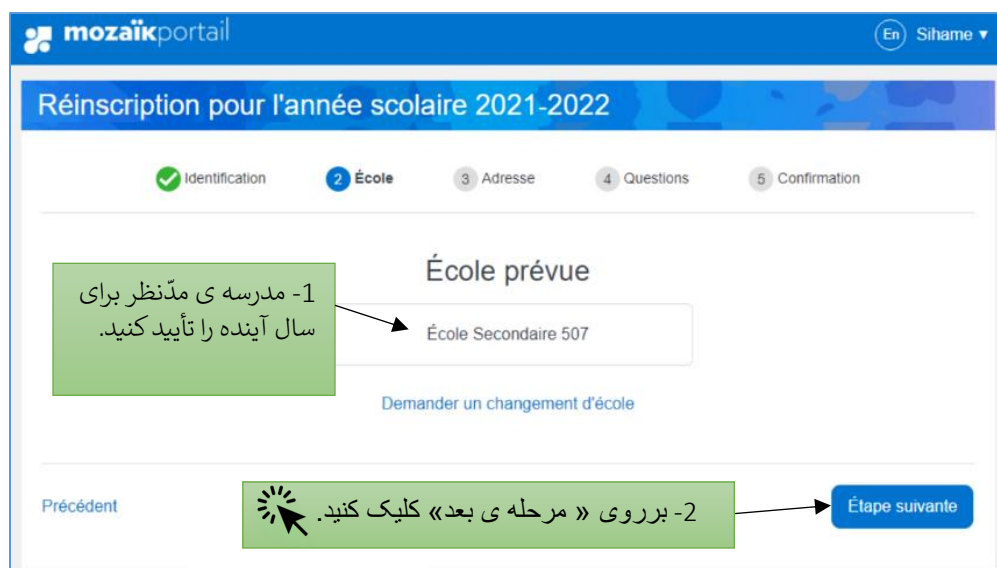 mozaïkportail
En Sihame
Réinscription pour l'année scolaire 2021-2022
Identification 2 École 3 Adresse 4 Questions 5 Confirmation
École prévue
1- مدرسه ی مدّنظر برای
سال آینده را تأیید کنید.
École Secondaire 507
Demander un changement d'école
Précédent
2- برروی « مرحله ی بعد» کلیک کنید.
Étape suivante